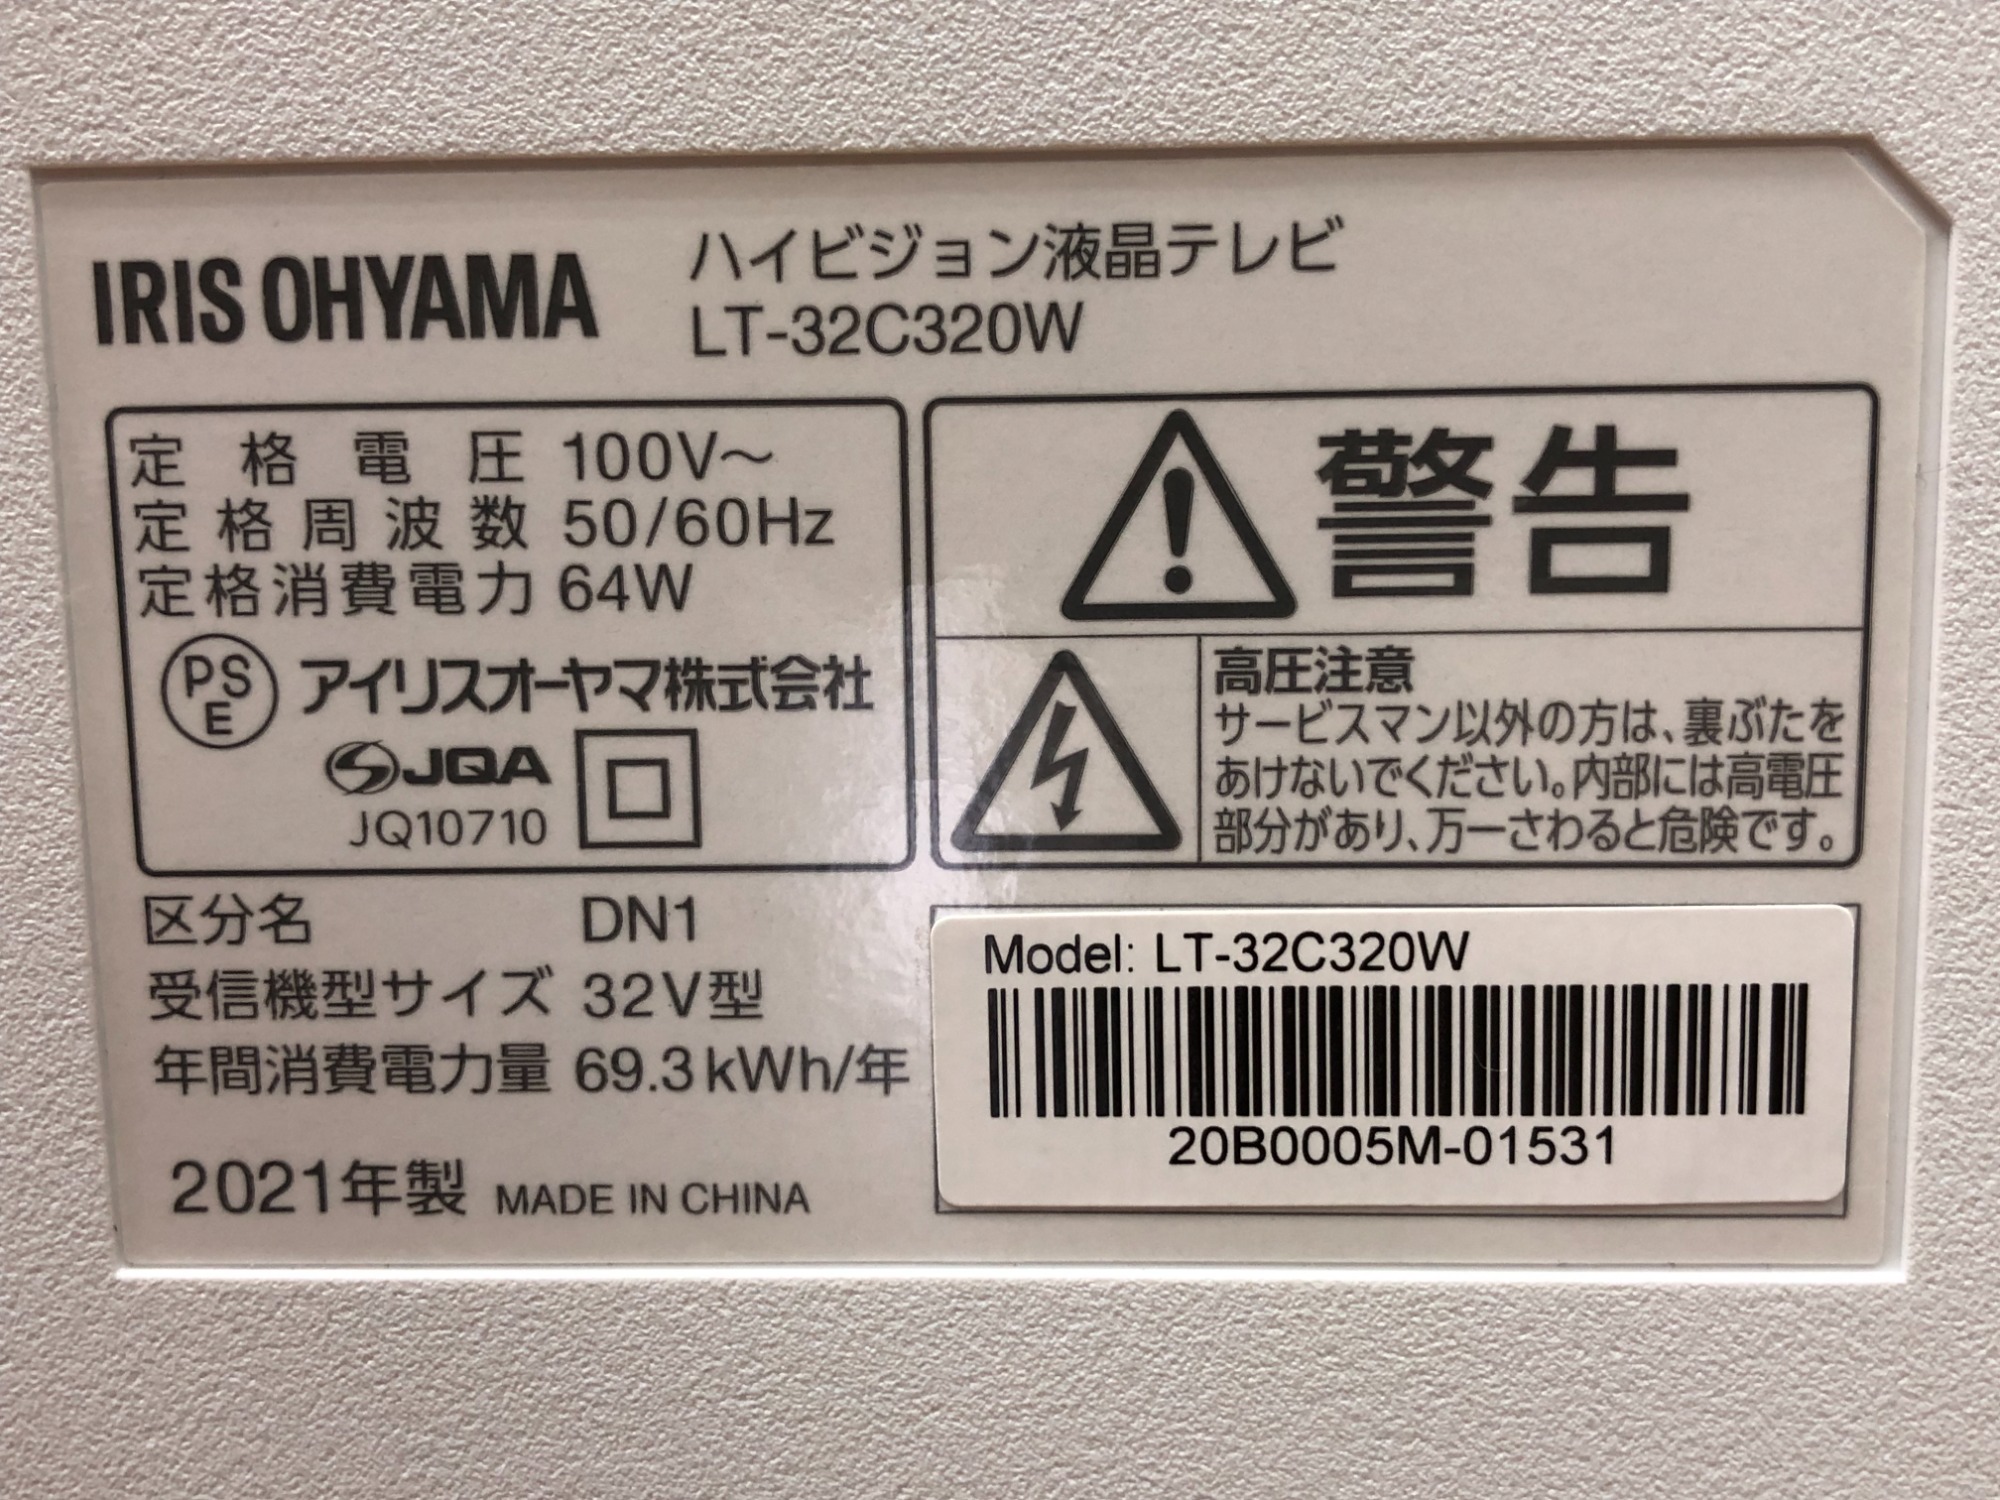 IRIS OHYAMA
ハイビジョン液晶テレビ
LT-32C320W
定格電圧 100V～
定格周波数 50/60Hz
定格消費電力 64W
PSE
アイリスオーヤマ株式会社
JQA
JQ10710
警告
高圧注意
サービスマン以外の方は、裏ぶたを
あけないでください。内部には高電圧
部分があり、万一さわると危険です。
区分名 DN1
受信機型サイズ 32V型
年間消費電力量 69.3kWh/年
2021年製 MADE IN CHINA
Model: LT-32C320W
20B0005M-01531